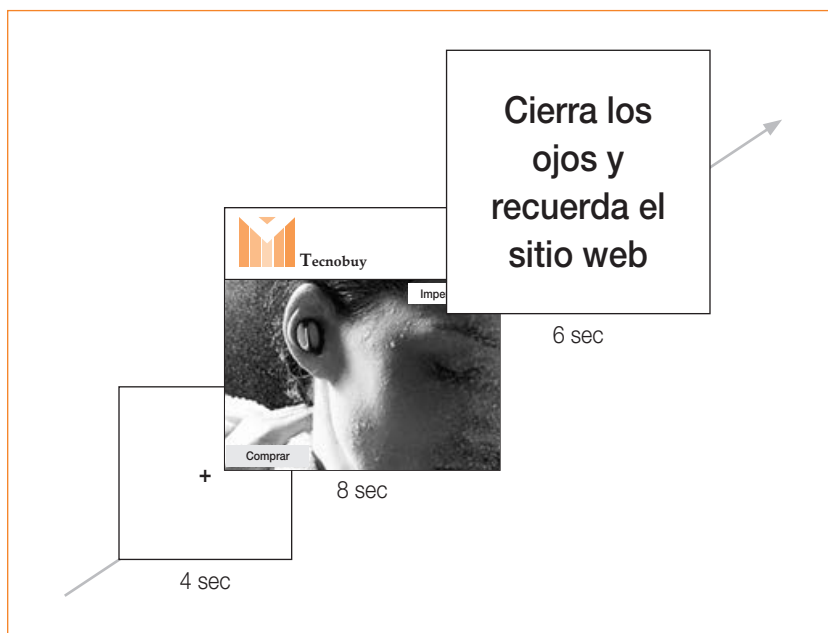 Cierra los
ojos y
recuerda el
sitio web
6 sec
Tecnobuy
Comprar
8 sec
+
4 sec